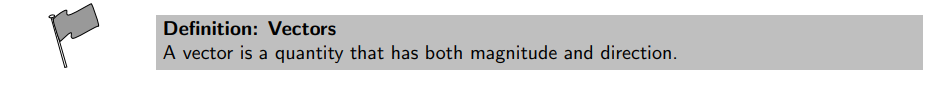 Definition: Vectors
A vector is a quantity that has both magnitude and direction.